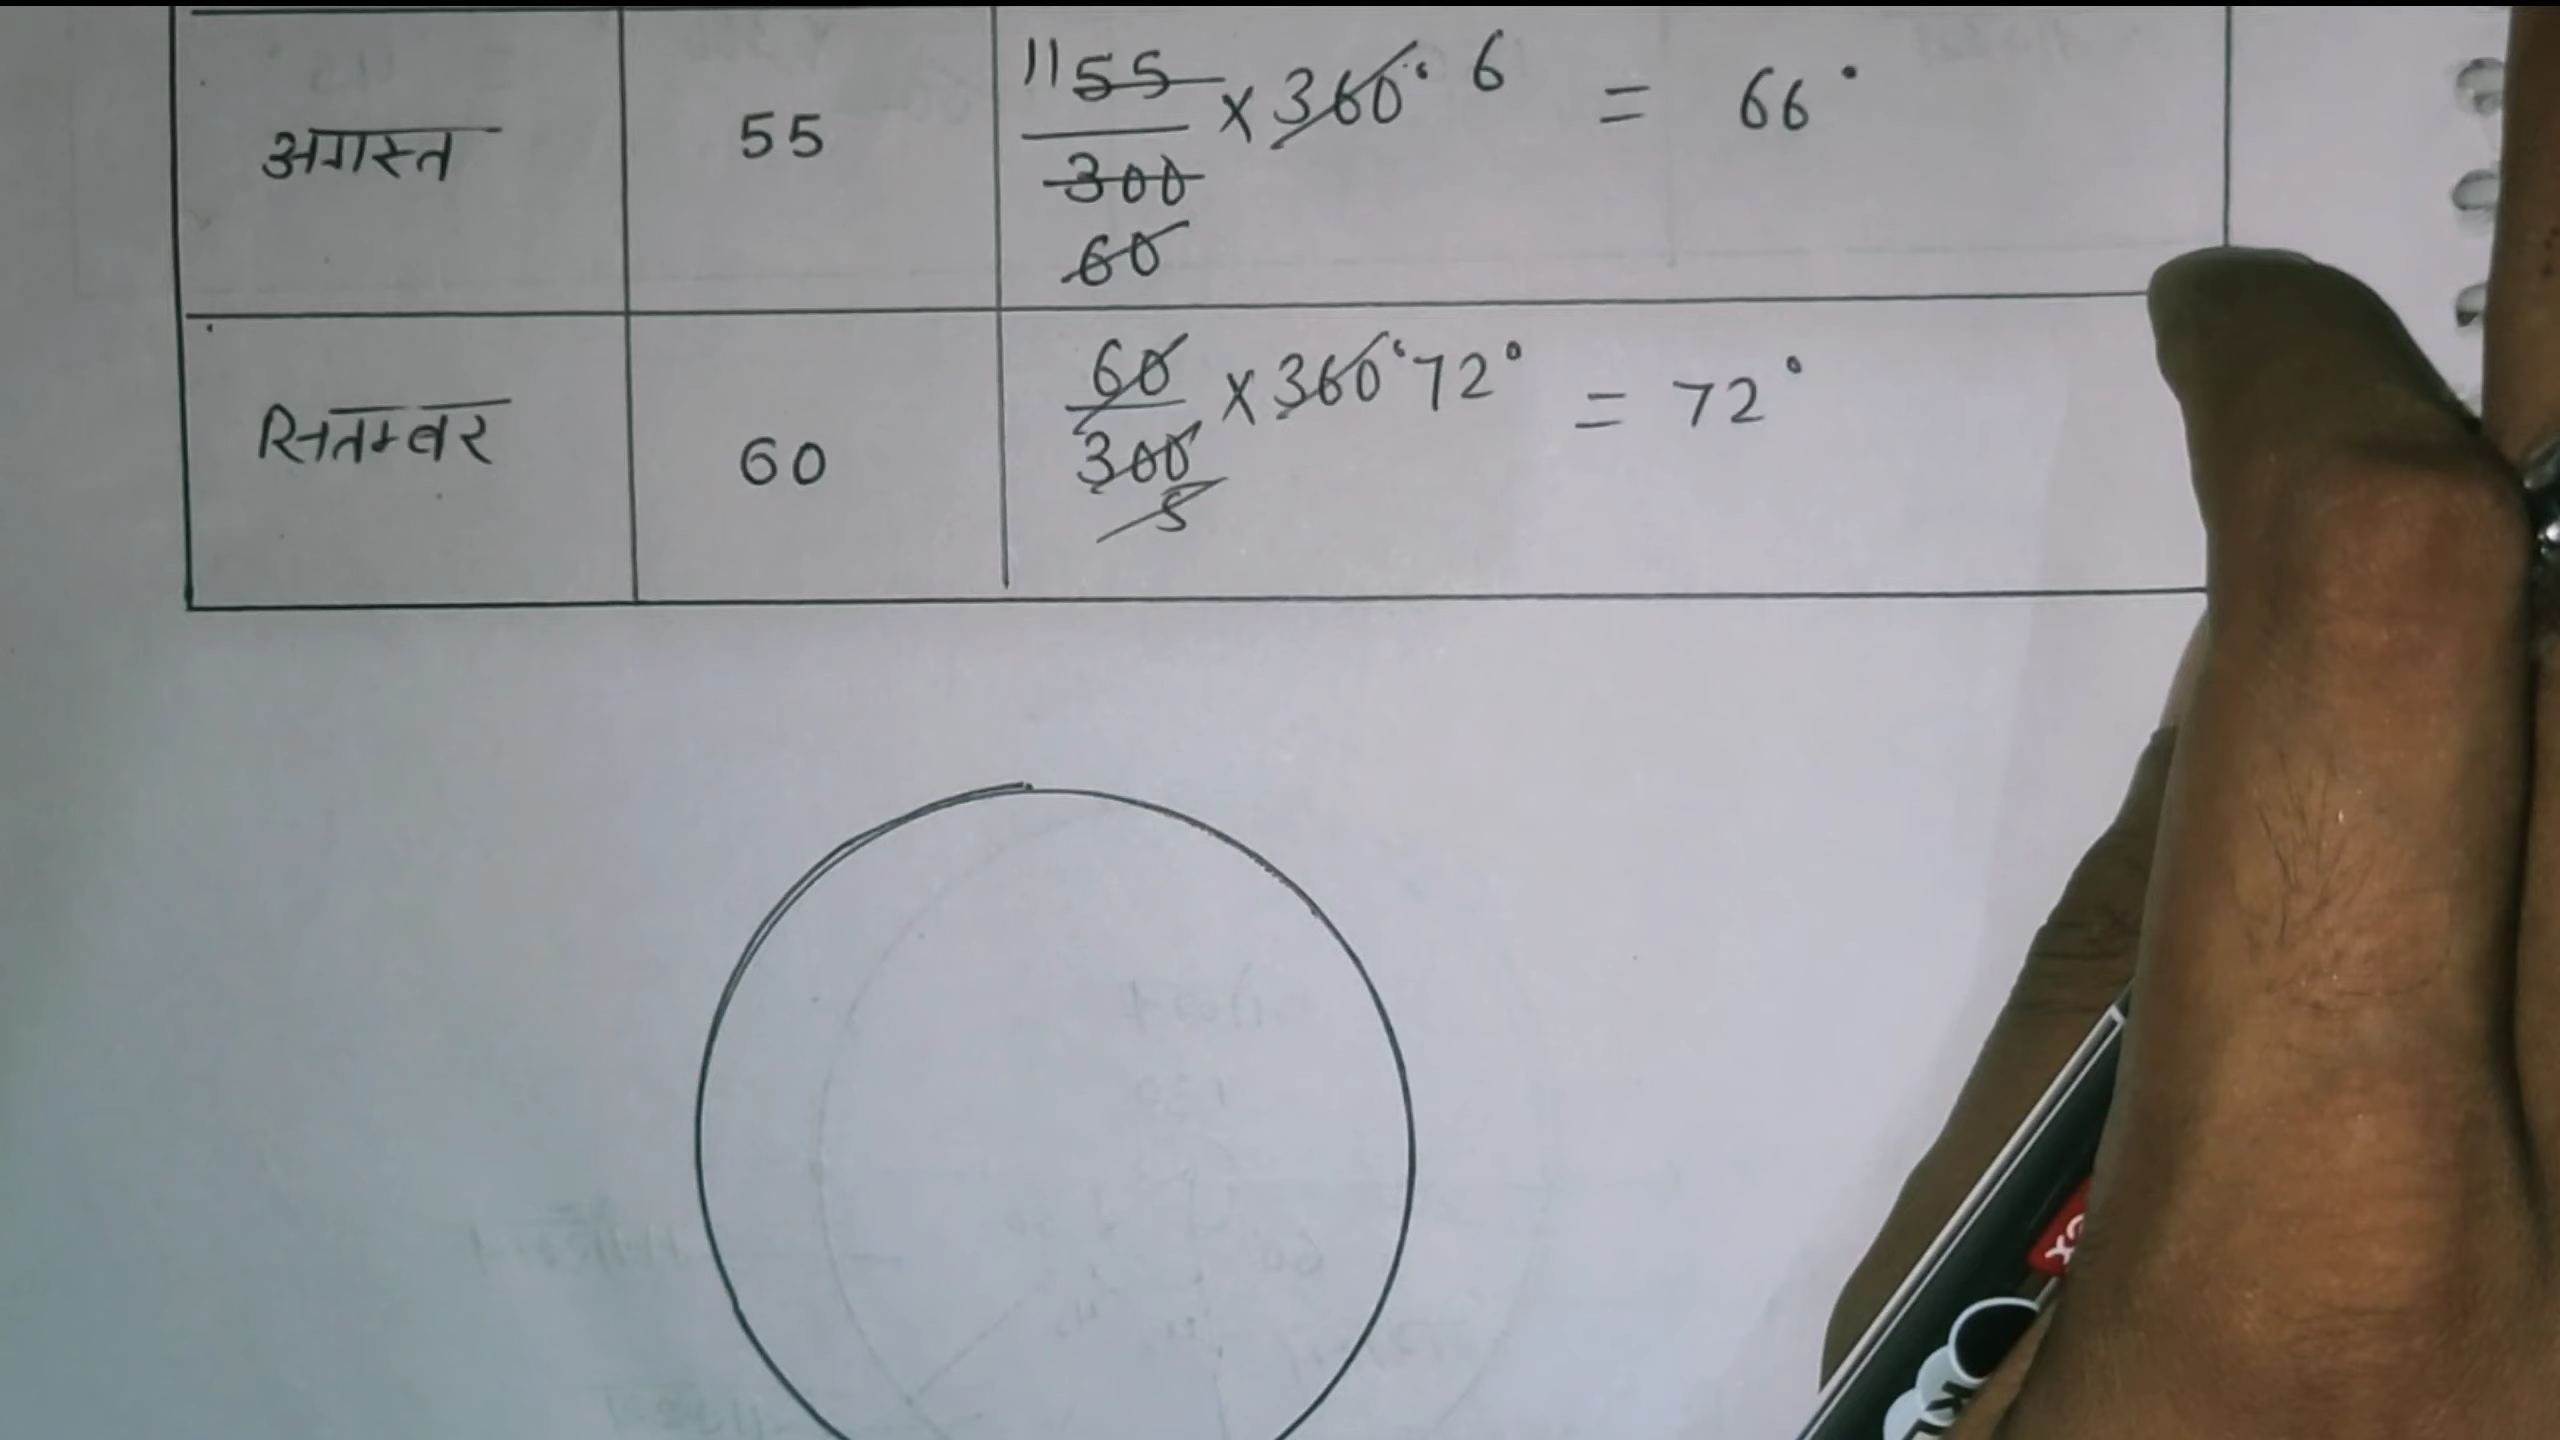 अगस्त 55 11 55/300 60 × 360° 6 = 66°
सितम्बर 60 60/300 5 × 360° 72° = 72°